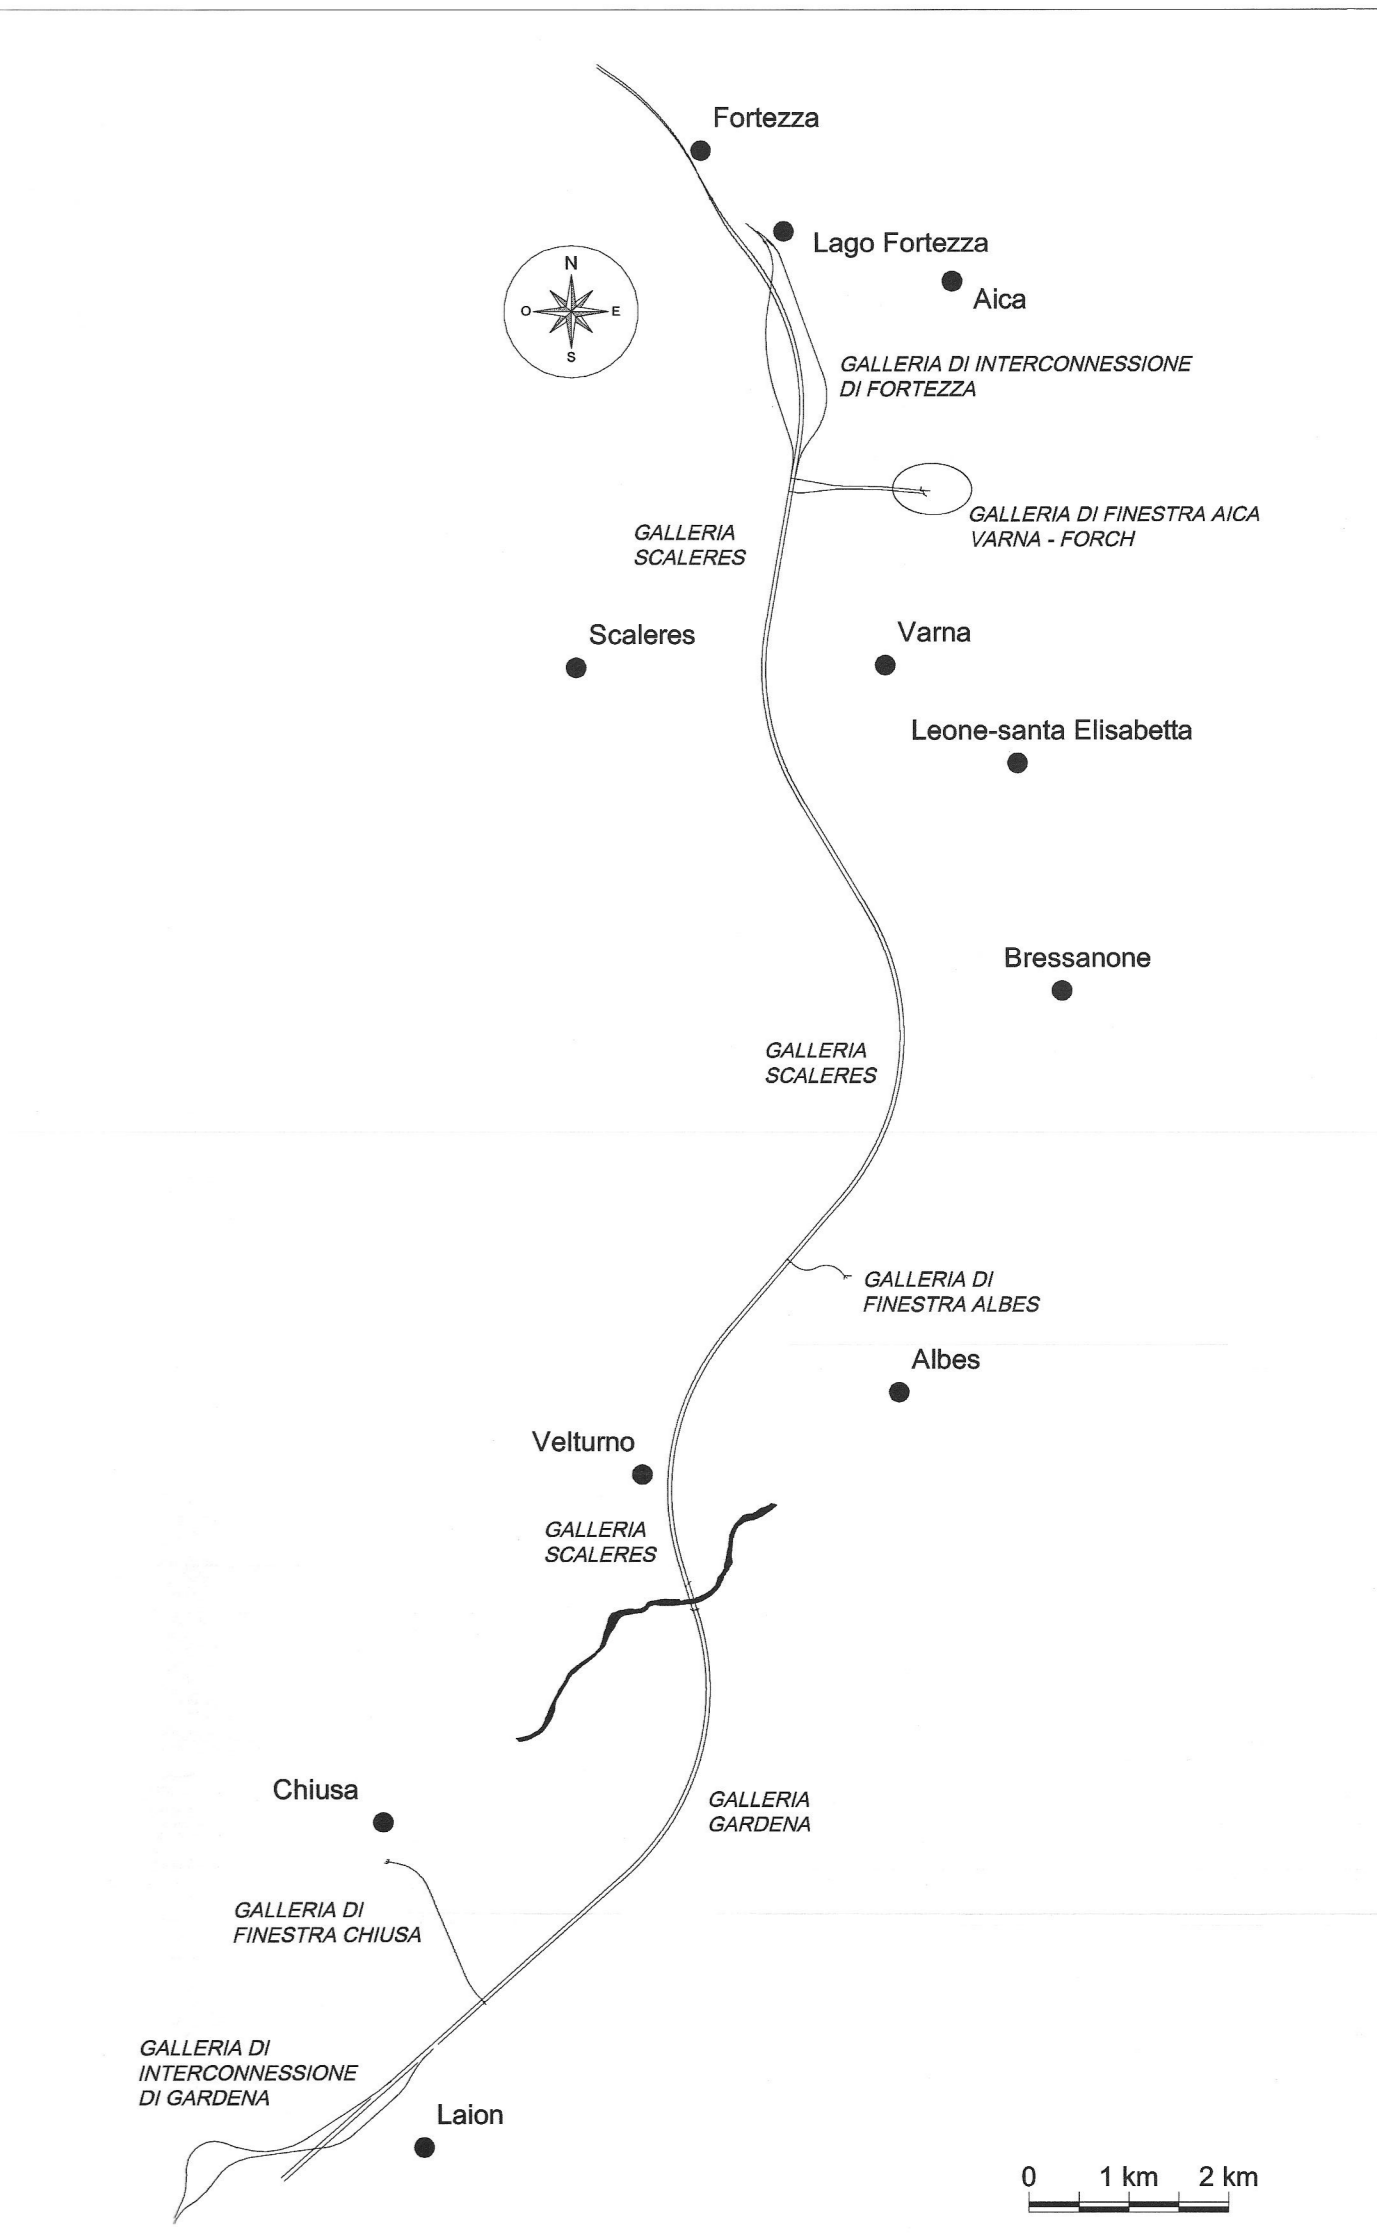 Fortezza
Lago Fortezza
N
O
E
S
Aica
GALLERIA DI INTERCONNESSIONE
DI FORTEZZA
GALLERIA DI FINESTRA AICA
VARNA - FORCH
GALLERIA
SCALERES
Scaleres
Varna
Leone-santa Elisabetta
Bressanone
GALLERIA
SCALERES
GALLERIA DI
FINESTRA ALBES
Albes
Velturno
GALLERIA
SCALERES
Chiusa
GALLERIA
GARDENA
GALLERIA DI
FINESTRA CHIUSA
GALLERIA DI
INTERCONNESSIONE
DI GARDENA
Laion
0 1 km 2 km